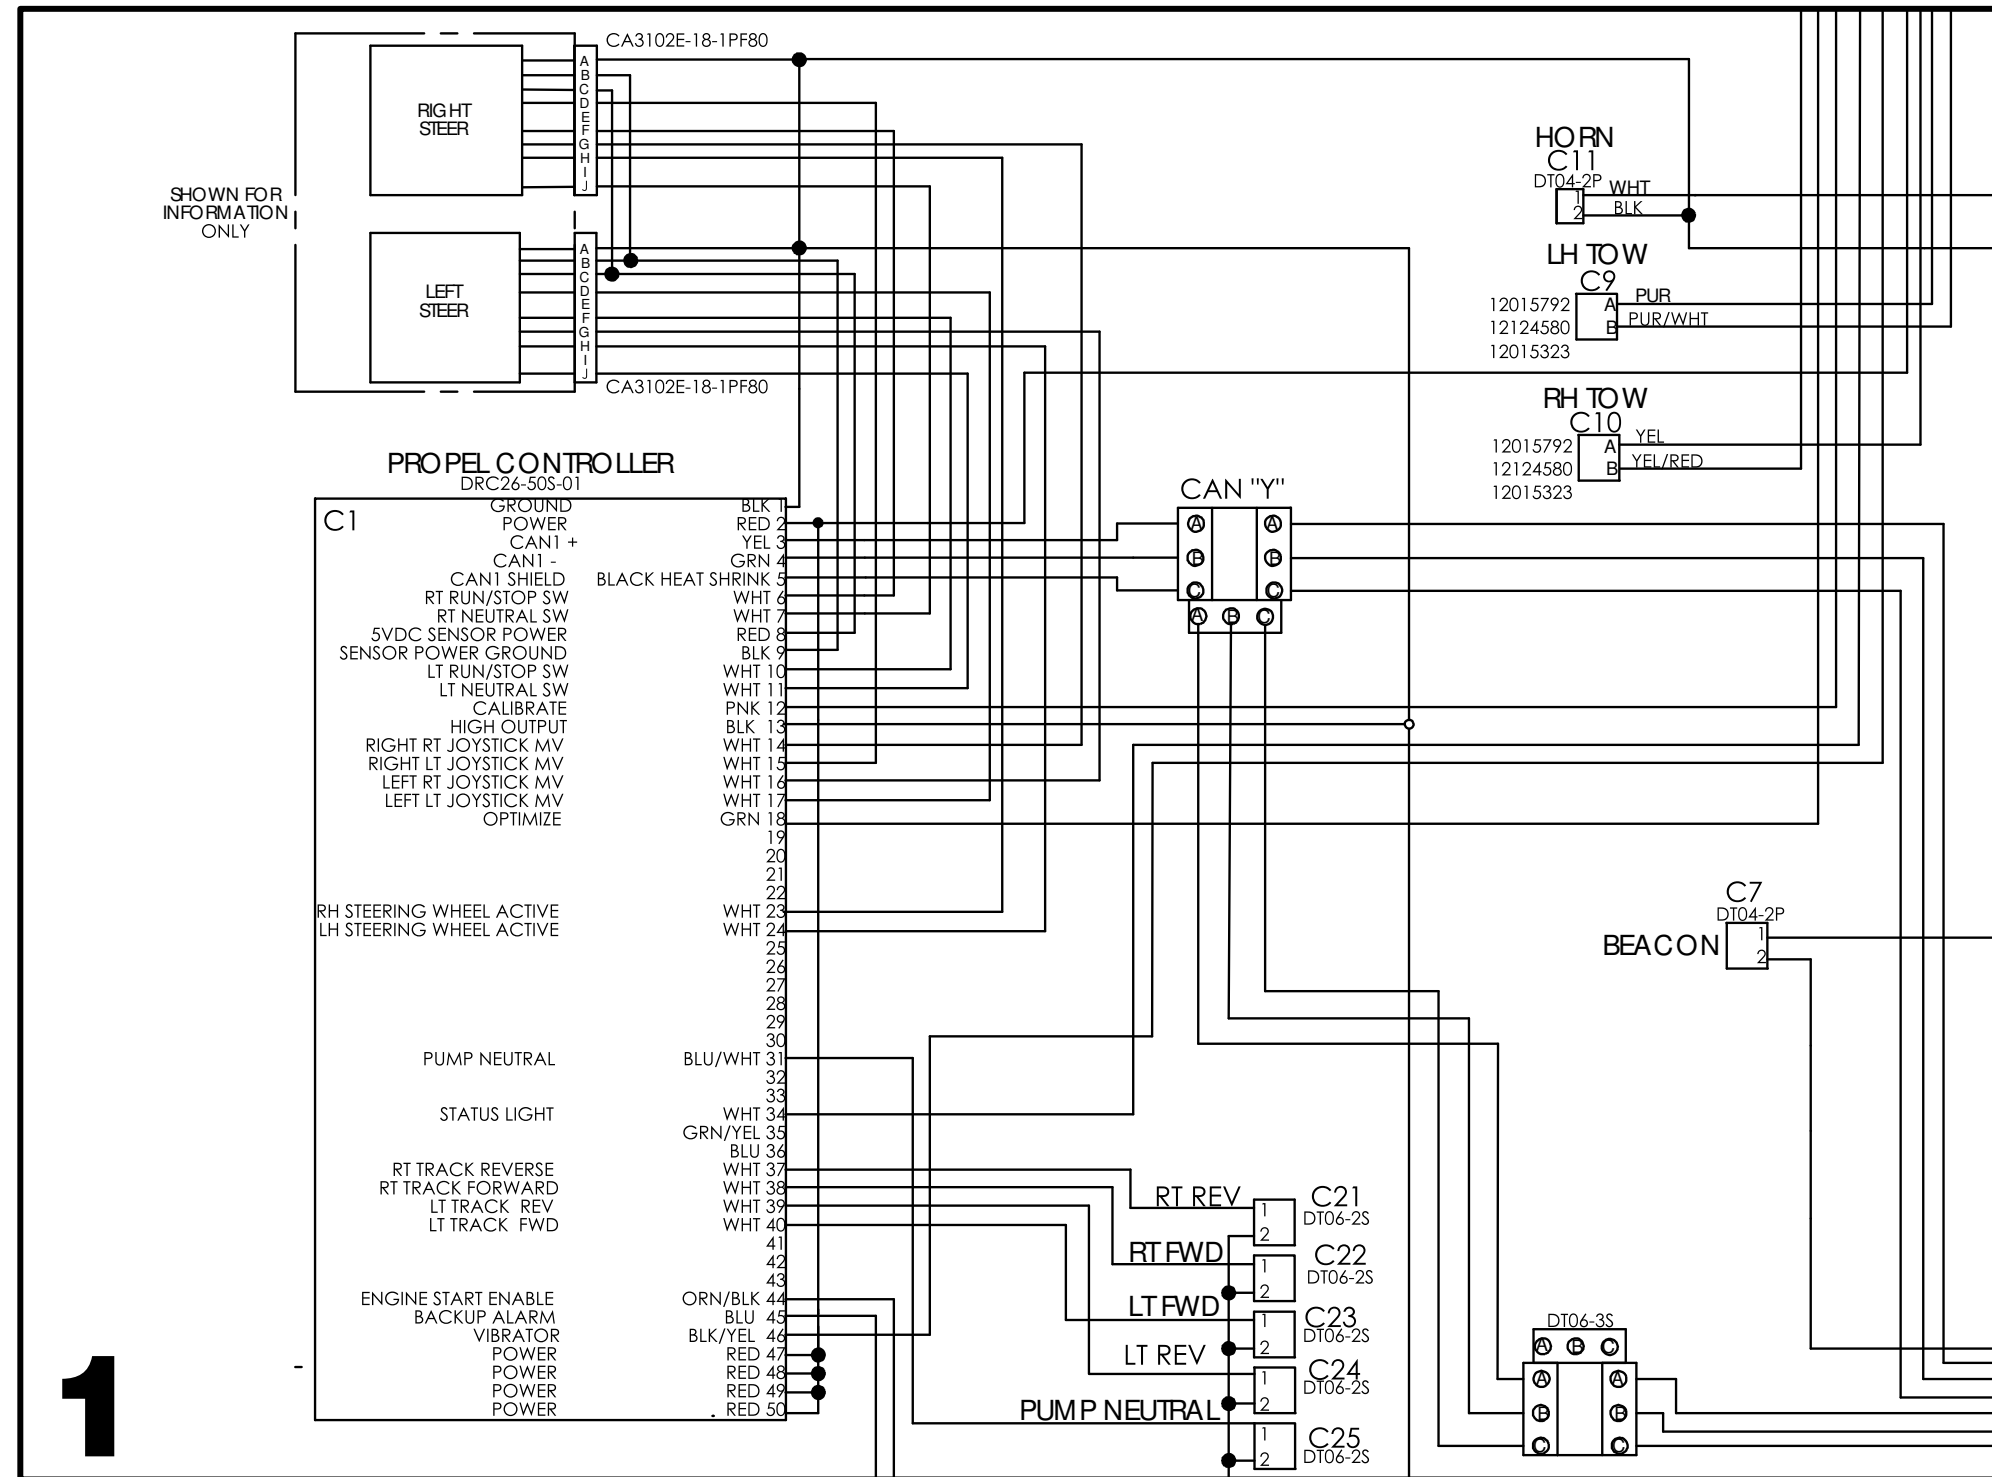 CA3102E-18-1PF80
RIGHT
STEER
A
B
C
D
E
F
G
H
I
J
SHOWN FOR
INFORMATION
ONLY
LEFT
STEER
A
B
C
D
E
F
G
H
I
J
CA3102E-18-1PF80
HORN
C11
DT04-2P
1 WHT
2 BLK
LH TOW
C9
12015792 A PUR
12124580 B PUR/WHT
12015323
RH TOW
C10
12015792 A YEL
12124580 B YEL/RED
12015323
PROPEL CONTROLLER
DRC26-50S-01
C1
GROUND BLK 1
POWER RED 2
CAN1 + YEL 3
CAN1 - GRN 4
CAN1 SHIELD BLACK HEAT SHRINK 5
RT RUN/STOP SW WHT 6
RT NEUTRAL SW WHT 7
5VDC SENSOR POWER RED 8
SENSOR POWER GROUND BLK 9
LT RUN/STOP SW WHT 10
LT NEUTRAL SW WHT 11
CALIBRATE PNK 12
HIGH OUTPUT BLK 13
RIGHT RT JOYSTICK MV WHT 14
RIGHT LT JOYSTICK MV WHT 15
LEFT RT JOYSTICK MV WHT 16
LEFT LT JOYSTICK MV WHT 17
OPTIMIZE GRN 18
19
20
21
22
RH STEERING WHEEL ACTIVE WHT 23
LH STEERING WHEEL ACTIVE WHT 24
25
26
27
28
29
30
PUMP NEUTRAL BLU/WHT 31
32
33
STATUS LIGHT WHT 34
GRN/YEL 35
BLU 36
RT TRACK REVERSE WHT 37
RT TRACK FORWARD WHT 38
LT TRACK REV WHT 39
LT TRACK FWD WHT 40
41
42
43
ENGINE START ENABLE ORN/BLK 44
BACKUP ALARM BLU 45
VIBRATOR BLK/YEL 46
POWER RED 47
POWER RED 48
POWER RED 49
POWER RED 50
CAN "Y"
A A
B B
C C
A B C
C7
DT04-2P
BEACON 1
2
RT REV 1 C21
2 DT06-2S
RT FWD 1 C22
2 DT06-2S
LT FWD 1 C23
2 DT06-2S
LT REV 1 C24
2 DT06-2S
PUMP NEUTRAL 1 C25
2 DT06-2S
DT06-3S
A B C
A A
B B
C C
1